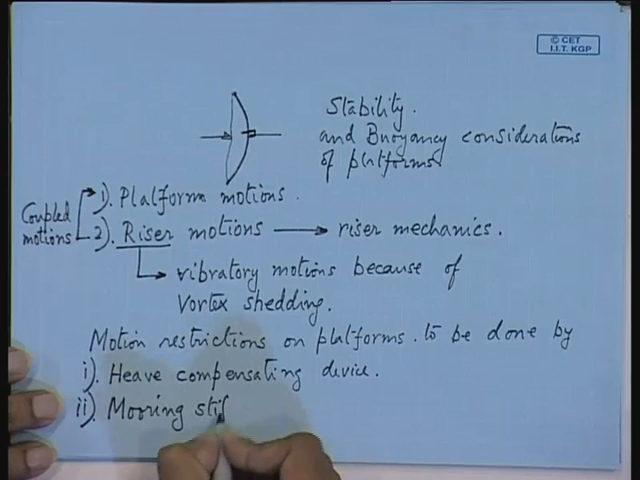 © CET
I.I.T. KGP
Stability.
and Buoyancy considerations
of platforms
1). Platform motions.
Coupled
motions
2). Riser motions → riser mechanics.
vibratory motions because of
Vortex shedding.
Motion restrictions on platforms. to be done by
i). Heave compensating device.
ii). Mooring stif